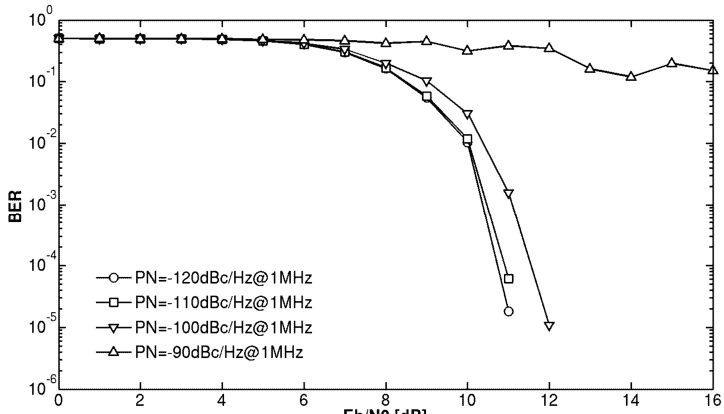 10^0
10^-1
10^-2
10^-3
10^-4
10^-5
10^-6
BER
PN=-120dBc/Hz@1MHz
PN=-110dBc/Hz@1MHz
PN=-100dBc/Hz@1MHz
PN=-90dBc/Hz@1MHz
0 2 4 6 8 10 12 14 16
Eb/N0 [dB]